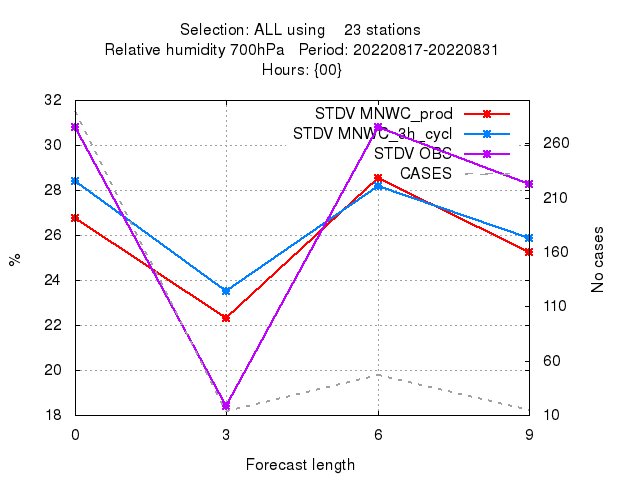 Selection: ALL using 23 stations
Relative humidity 700hPa Period: 20220817-20220831
Hours: {00}
STDV MNWC_prod
STDV MNWC_3h_cycl
STDV OBS
CASES
32
30
28
26
24
22
20
18
260
210
160
110
60
10
%
No cases
0 3 6 9
Forecast length